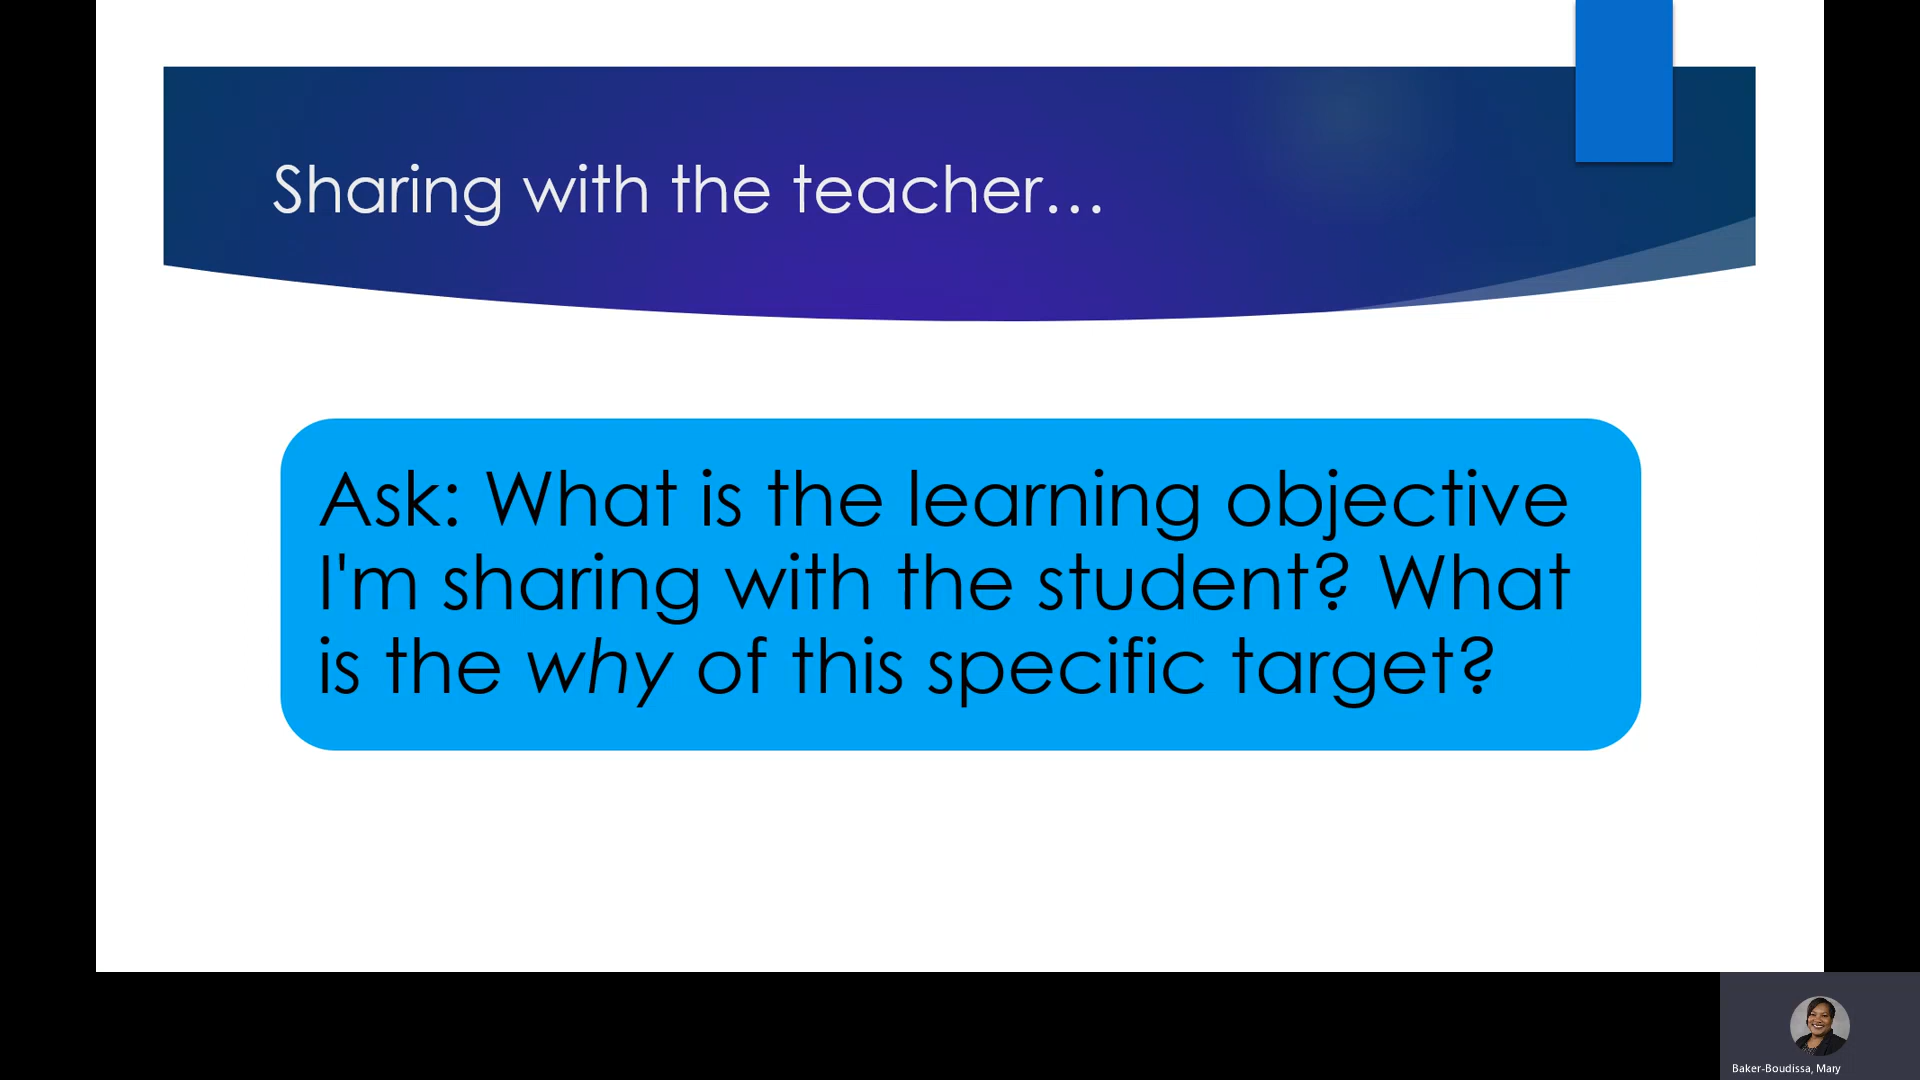 Sharing with the teacher...
Ask: What is the learning objective
I'm sharing with the student? What
is the why of this specific target?
Baker-Boudissa, Mary